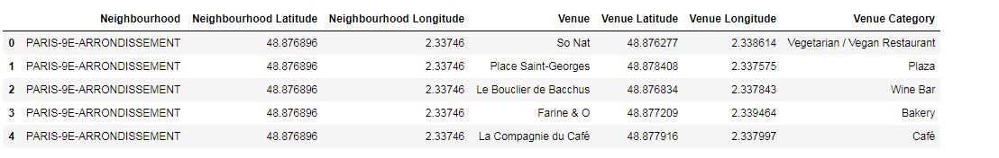 Neighbourhood Neighbourhood Latitude Neighbourhood Longitude Venue Venue Latitude Venue Longitude Venue Category
0 PARIS-9E-ARRONDISSEMENT 48.876896 2.33746 So Nat 48.876277 2.338614 Vegetarian / Vegan Restaurant
1 PARIS-9E-ARRONDISSEMENT 48.876896 2.33746 Place Saint-Georges 48.878408 2.337575 Plaza
2 PARIS-9E-ARRONDISSEMENT 48.876896 2.33746 Le Bouclier de Bacchus 48.876834 2.337843 Wine Bar
3 PARIS-9E-ARRONDISSEMENT 48.876896 2.33746 Farine & O 48.877209 2.339464 Bakery
4 PARIS-9E-ARRONDISSEMENT 48.876896 2.33746 La Compagnie du Café 48.877916 2.337997 Café